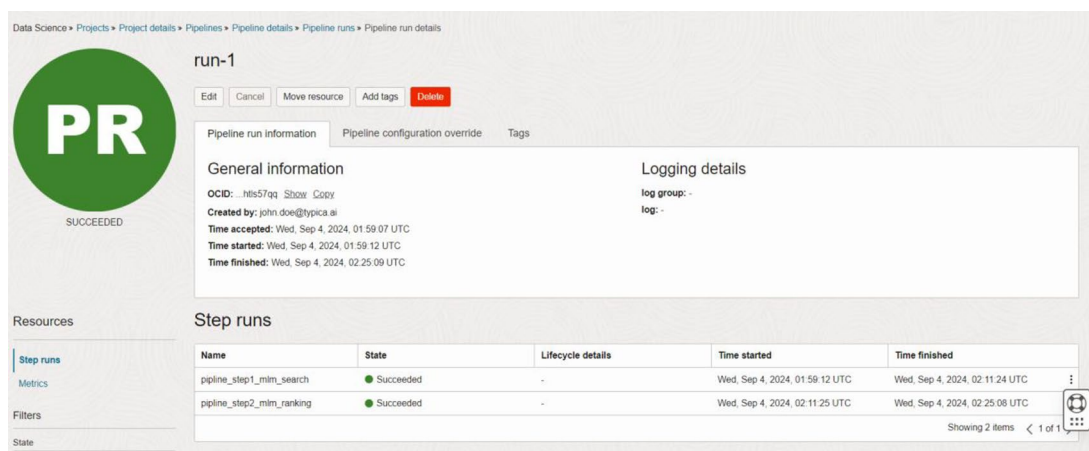 Data Science » Projects » Project details » Pipelines » Pipeline details » Pipeline runs » Pipeline run details
PR
SUCCEEDED
run-1
Edit Cancel Move resource Add tags Delete
Pipeline run information Pipeline configuration override Tags
General information
OCID: ...htls57qq Show Copy
Created by: john.doe@typica.ai
Time accepted: Wed, Sep 4, 2024, 01:59:07 UTC
Time started: Wed, Sep 4, 2024, 01:59:12 UTC
Time finished: Wed, Sep 4, 2024, 02:25:09 UTC
Logging details
log group: -
log: -
Resources
Step runs
Metrics
Filters
State
Step runs
Name State Lifecycle details Time started Time finished
pipline_step1_mlm_search Succeeded - Wed, Sep 4, 2024, 01:59:12 UTC Wed, Sep 4, 2024, 02:11:24 UTC
pipline_step2_mlm_ranking Succeeded - Wed, Sep 4, 2024, 02:11:25 UTC Wed, Sep 4, 2024, 02:25:08 UTC
Showing 2 items < 1 of 1 >